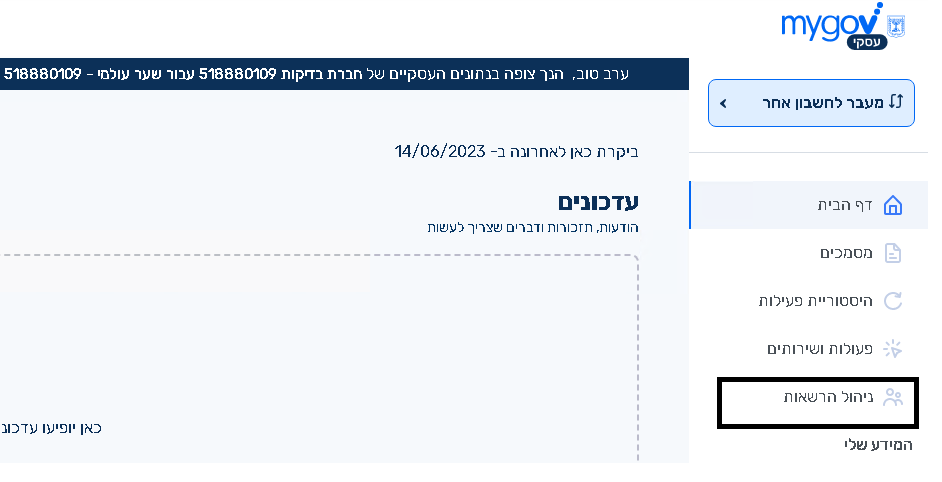 mygov
עסקי
מעבר לחשבון אחר
דף הבית
מסמכים
היסטוריית פעילות
פעולות ושירותים
ניהול הרשאות
המידע שלי
ערב טוב, הנך צופה בנתונים העסקיים של חברת בדיקות 518880109 עבור שער עולמי - 518880109
ביקרת כאן לאחרונה ב- 14/06/2023
עדכונים
הודעות, תזכורות ודברים שצריך לעשות
כאן יופיעו עדכונ